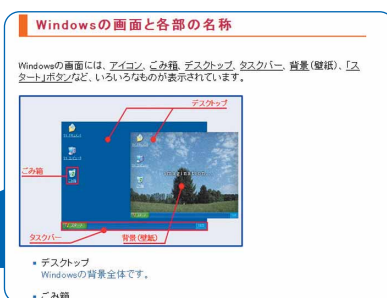 Windowsの画面と各部の名称
Windowsの画面には、アイコン、ごみ箱、デスクトップ、タスクバー、背景(壁紙)、「ス
タート」ボタンなど、いろいろなものが表示されています。
デスクトップ
ごみ箱
imagination
タスクバー
背景(壁紙)
デスクトップ
Windowsの背景全体です。
ごみ箱